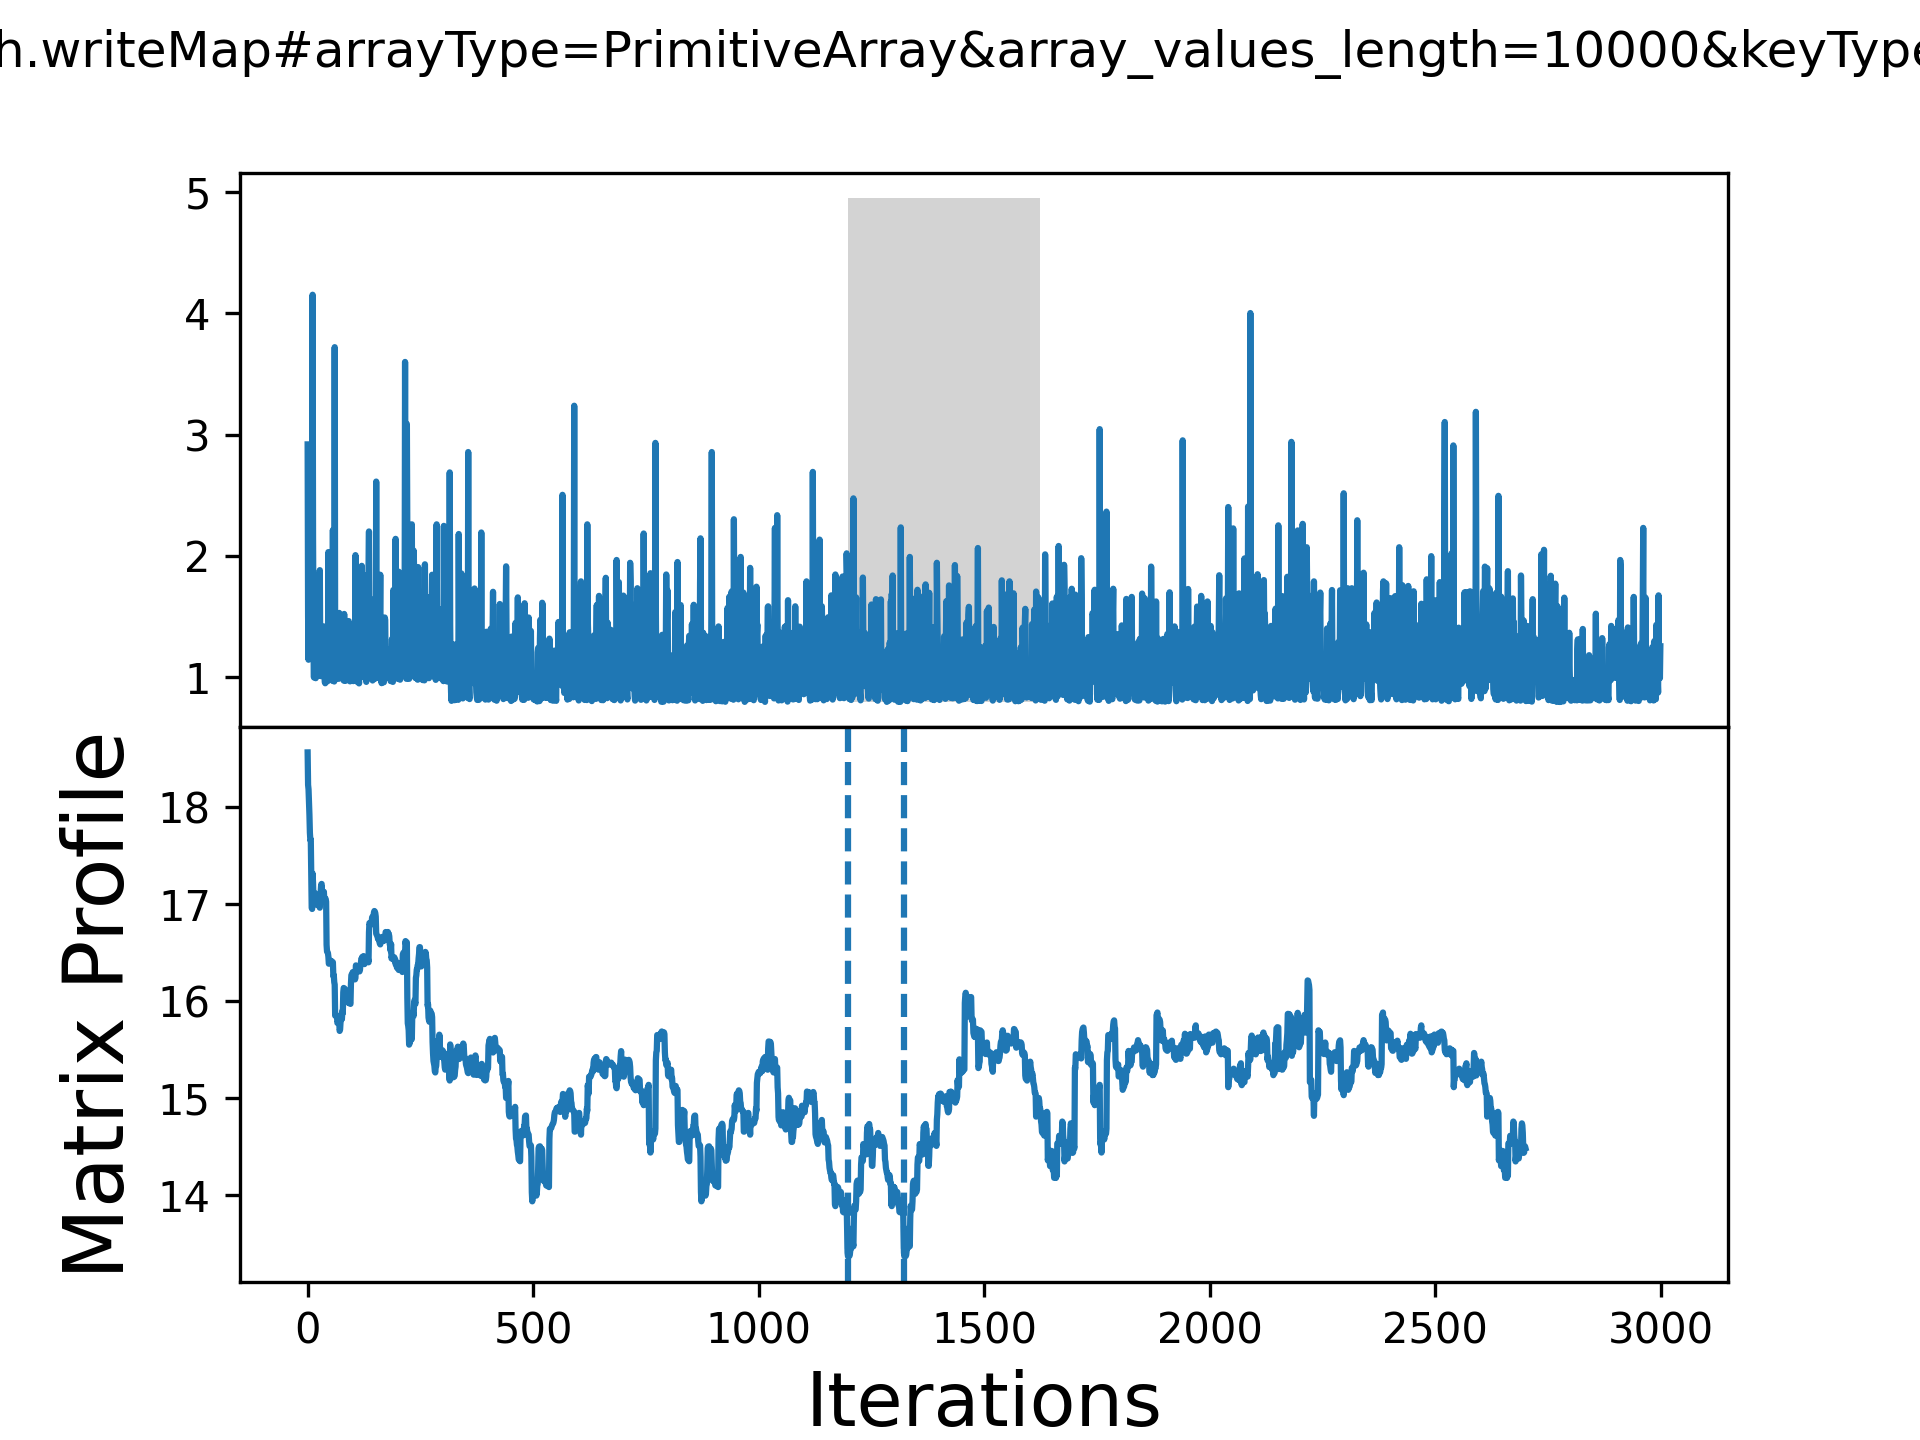 h.writeMap#arrayType=PrimitiveArray&array_values_length=10000&keyType
5
4
3
2
1
Matrix Profile
18
17
16
15
14
0 500 1000 1500 2000 2500 3000
Iterations